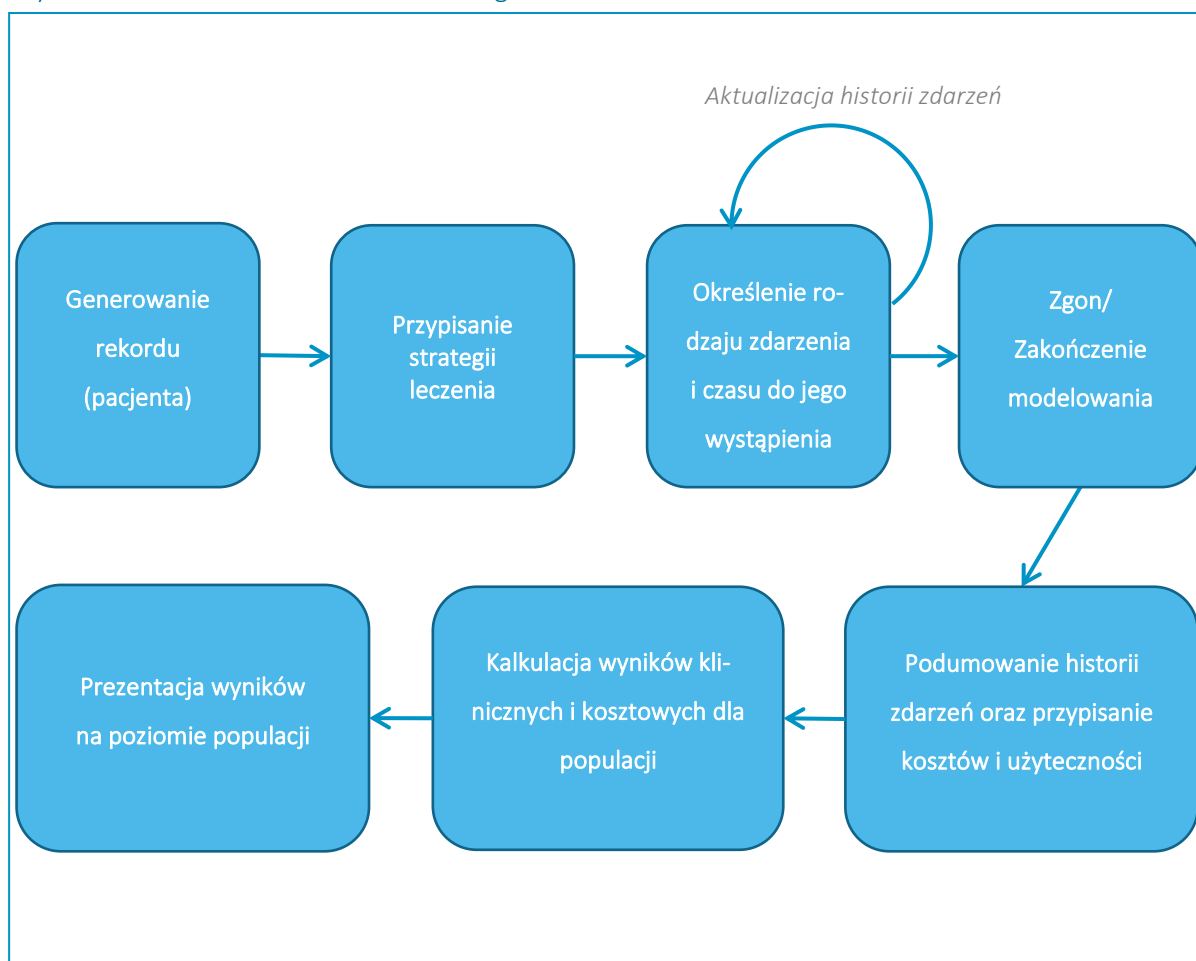 Aktualizacja historii zdarzeń
Generowanie
rekordu
(pacjenta)
Przypisanie
strategii
leczenia
Określenie ro-
dzaju zdarzenia
i czasu do jego
wystąpienia
Zgon/
Zakończenie
modelowania
Podumowanie historii
zdarzeń oraz przypisanie
kosztów i użyteczności
Kalkulacja wyników kli-
nicznych i kosztowych dla
populacji
Prezentacja wyników
na poziomie populacji